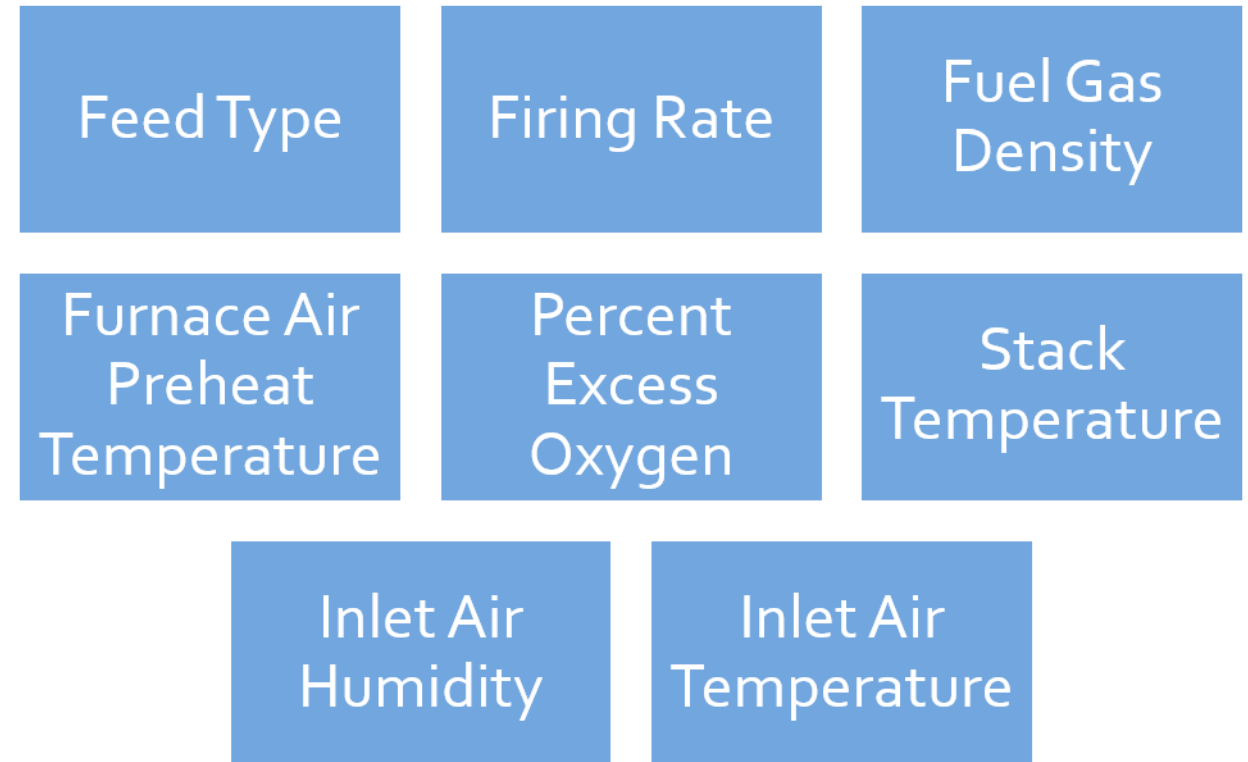 Feed Type
Firing Rate
Fuel Gas
Density
Furnace Air
Preheat
Temperature
Percent
Excess
Oxygen
Stack
Temperature
Inlet Air
Humidity
Inlet Air
Temperature